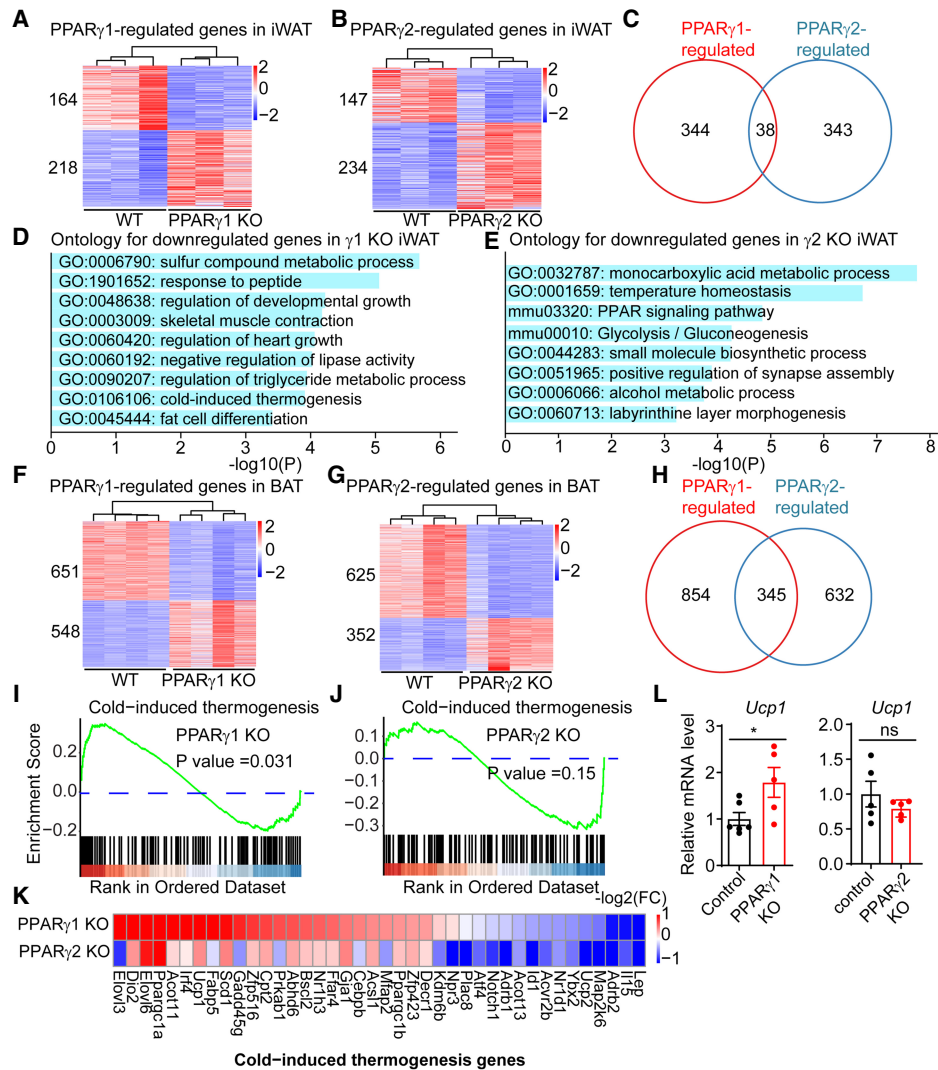 A
PPARγ1-regulated genes in iWAT
164
218
2
0
−2
WT
PPARγ1 KO
B
PPARγ2-regulated genes in iWAT
147
234
2
0
−2
WT
PPARγ2 KO
C
PPARγ1-
regulated
PPARγ2-
regulated
344
38
343
D
Ontology for downregulated genes in γ1 KO iWAT
GO:0006790: sulfur compound metabolic process
GO:1901652: response to peptide
GO:0048638: regulation of developmental growth
GO:0003009: skeletal muscle contraction
GO:0060420: regulation of heart growth
GO:0060192: negative regulation of lipase activity
GO:0090207: regulation of triglyceride metabolic process
GO:0106106: cold-induced thermogenesis
GO:0045444: fat cell differentiation
0 1 2 3 4 5 6
-log10(P)
E
Ontology for downregulated genes in γ2 KO iWAT
GO:0032787: monocarboxylic acid metabolic process
GO:0001659: temperature homeostasis
mmu03320: PPAR signaling pathway
mmu00010: Glycolysis / Gluconeogenesis
GO:0044283: small molecule biosynthetic process
GO:0051965: positive regulation of synapse assembly
GO:0006066: alcohol metabolic process
GO:0060713: labyrinthine layer morphogenesis
0 1 2 3 4 5 6 7 8
-log10(P)
F
PPARγ1-regulated genes in BAT
651
548
2
0
−2
WT
PPARγ1 KO
G
PPARγ2-regulated genes in BAT
625
352
2
0
−2
WT
PPARγ2 KO
H
PPARγ1-
regulated
PPARγ2-
regulated
854
345
632
I
Cold−induced thermogenesis
PPARγ1 KO
P value =0.031
Enrichment Score
0.2
0.0
−0.2
Rank in Ordered Dataset
J
Cold−induced thermogenesis
PPARγ2 KO
P value =0.15
0.1
0.0
−0.1
−0.3
Rank in Ordered Dataset
L
Ucp1
*
Relative mRNA level
3
2
1
0
Control
PPARγ1
KO
Ucp1
ns
2.0
1.5
1.0
0.5
0.0
control
PPARγ2
KO
K
-log2(FC)
1
0
−1
PPARγ1 KO
PPARγ2 KO
Elovl3
Dio2
Elovl6
Ppargc1a
Acot11
Irf4
Ucp1
Fabp5
Scd1
Gadd45g
Zfp516
Cpt2
Prkab1
Abhd6
Bscl2
Nr1h3
Ffar4
Gja1
Cebpb
Acsl1
Mfap2
Ppargc1b
Zfp423
Decr1
Kdm6b
Npr3
Plac8
Atf4
Notch1
Adrb1
Acot13
Id1
Acvr2b
Nr1d1
Ybx2
Ucp2
Map2k6
Adrb2
Il15
Lep
Cold−induced thermogenesis genes